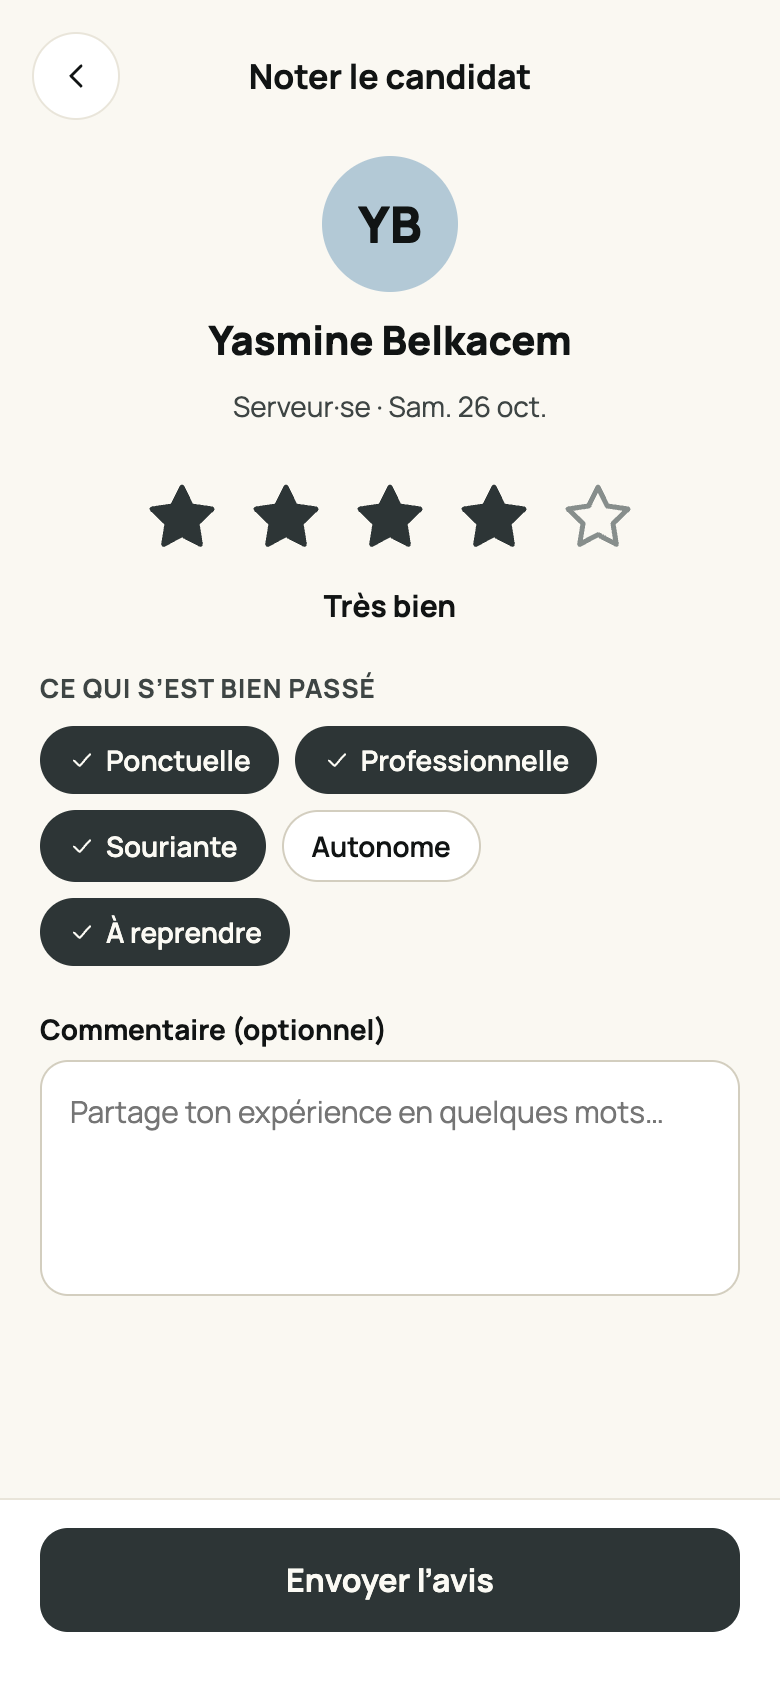 Noter le candidat
YB
Yasmine Belkacem
Serveur·se · Sam. 26 oct.
Très bien
CE QUI S’EST BIEN PASSÉ
Ponctuelle
Professionnelle
Souriante
Autonome
À reprendre
Commentaire (optionnel)
Partage ton expérience en quelques mots…
Envoyer l’avis